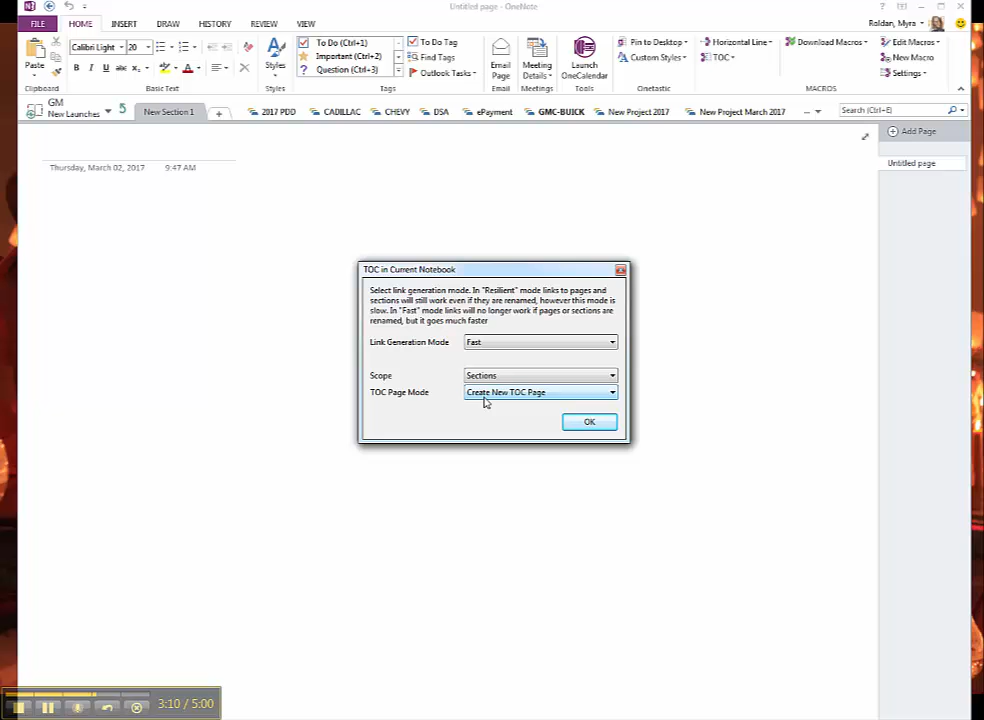 Untitled page - OneNote
FILE HOME INSERT DRAW HISTORY REVIEW VIEW
Roldan, Myra
Paste
Clipboard
Calibri Light 20
B I U abc x
Basic Text
Styles
Styles
To Do (Ctrl+1)
Important (Ctrl+2)
Question (Ctrl+3)
To Do Tag
Find Tags
Outlook Tasks
Tags
Email Page
Email
Meeting Details
Meetings
Launch OneCalendar
Tools
Pin to Desktop
Custom Styles
Horizontal Line
TOC
Onetastic
Download Macros
Edit Macros
New Macro
Settings
MACROS
GM
New Launches
New Section 1
2017 PDD CADILLAC CHEVY DSA ePayment GMC-BUICK New Project 2017 New Project March 2017 ...
Search (Ctrl+E)
Add Page
Untitled page
Thursday, March 02, 2017 9:47 AM
TOC in Current Notebook
Select link generation mode. In "Resilient" mode links to pages and
sections will still work even if they are renamed, however this mode is
slow. In "Fast" mode links will no longer work if pages or sections are
renamed, but it goes much faster
Link Generation Mode Fast
Scope Sections
TOC Page Mode Create New TOC Page
OK
3:10 / 5:00